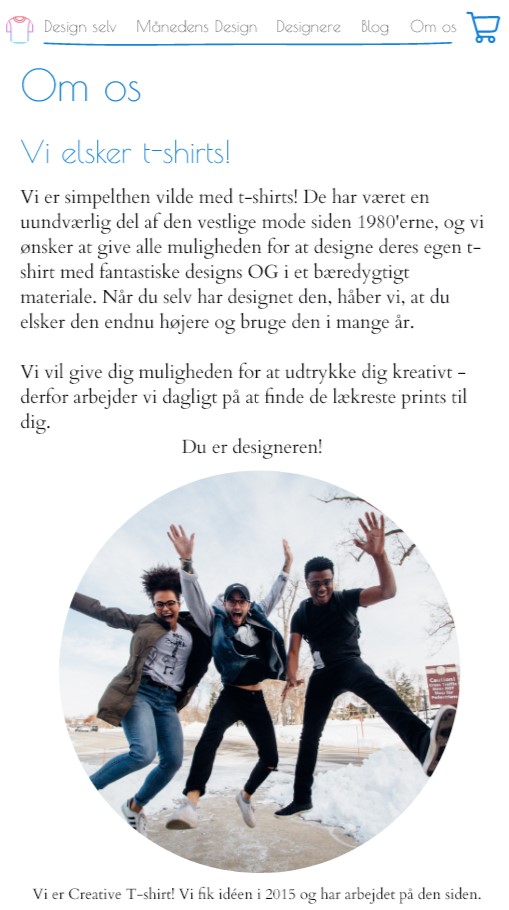 Design selv Månedens Design Designere Blog Om os
Om os
Vi elsker t-shirts!
Vi er simpelthen vilde med t-shirts! De har været en
uundværlig del af den vestlige mode siden 1980'erne, og vi
ønsker at give alle muligheden for at designe deres egen t-
shirt med fantastiske designs OG i et bæredygtigt
materiale. Når du selv har designet den, håber vi, at du
elsker den endnu højere og bruge den i mange år.
Vi vil give dig muligheden for at udtrykke dig kreativt -
derfor arbejder vi dagligt på at finde de lækreste prints til
dig.
Du er designeren!
Vi er Creative T-shirt! Vi fik idéen i 2015 og har arbejdet på den siden.